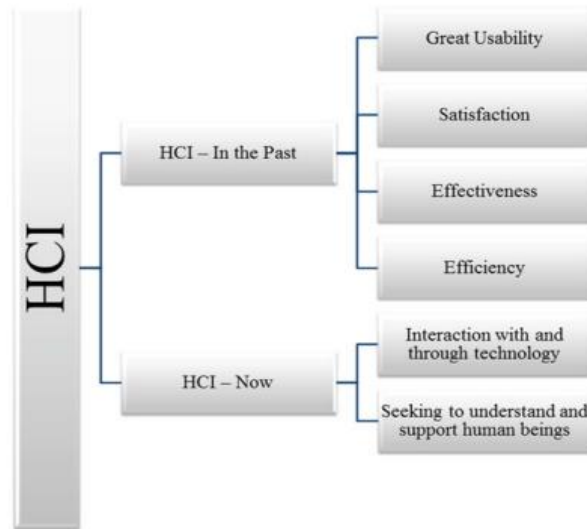 HCI
HCI – In the Past
Great Usability
Satisfaction
Effectiveness
Efficiency
HCI – Now
Interaction with and
through technology
Seeking to understand and
support human beings